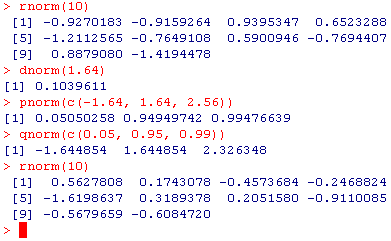 > rnorm(10)
[1] -0.9270183 -0.9159264 0.9395347 0.6523288
[5] -1.2112565 -0.7649108 0.5900946 -0.7694407
[9] 0.8879080 -1.4194478
> dnorm(1.64)
[1] 0.1039611
> pnorm(c(-1.64, 1.64, 2.56))
[1] 0.05050258 0.94949742 0.99476639
> qnorm(c(0.05, 0.95, 0.99))
[1] -1.644854 1.644854 2.326348
> rnorm(10)
[1] 0.5627808 0.1743078 -0.4573684 -0.2468824
[5] -1.6198637 0.3189378 0.2051580 -0.9110085
[9] -0.5679659 -0.6084720
>